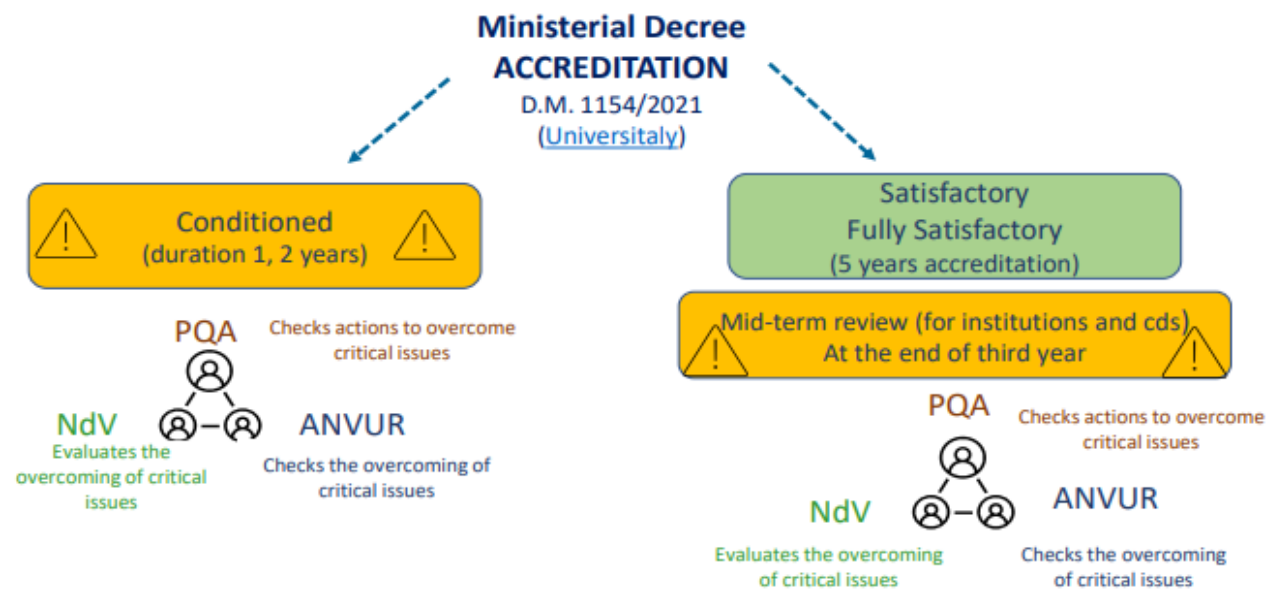 Ministerial Decree
ACCREDITATION
D.M. 1154/2021
(Universitaly)
Conditioned
(duration 1, 2 years)
PQA
Checks actions to overcome
critical issues
NdV
Evaluates the
overcoming of critical
issues
ANVUR
Checks the overcoming of
critical issues
Satisfactory
Fully Satisfactory
(5 years accreditation)
Mid-term review (for institutions and cds)
At the end of third year
PQA
Checks actions to overcome
critical issues
NdV
Evaluates the overcoming
of critical issues
ANVUR
Checks the overcoming
of critical issues